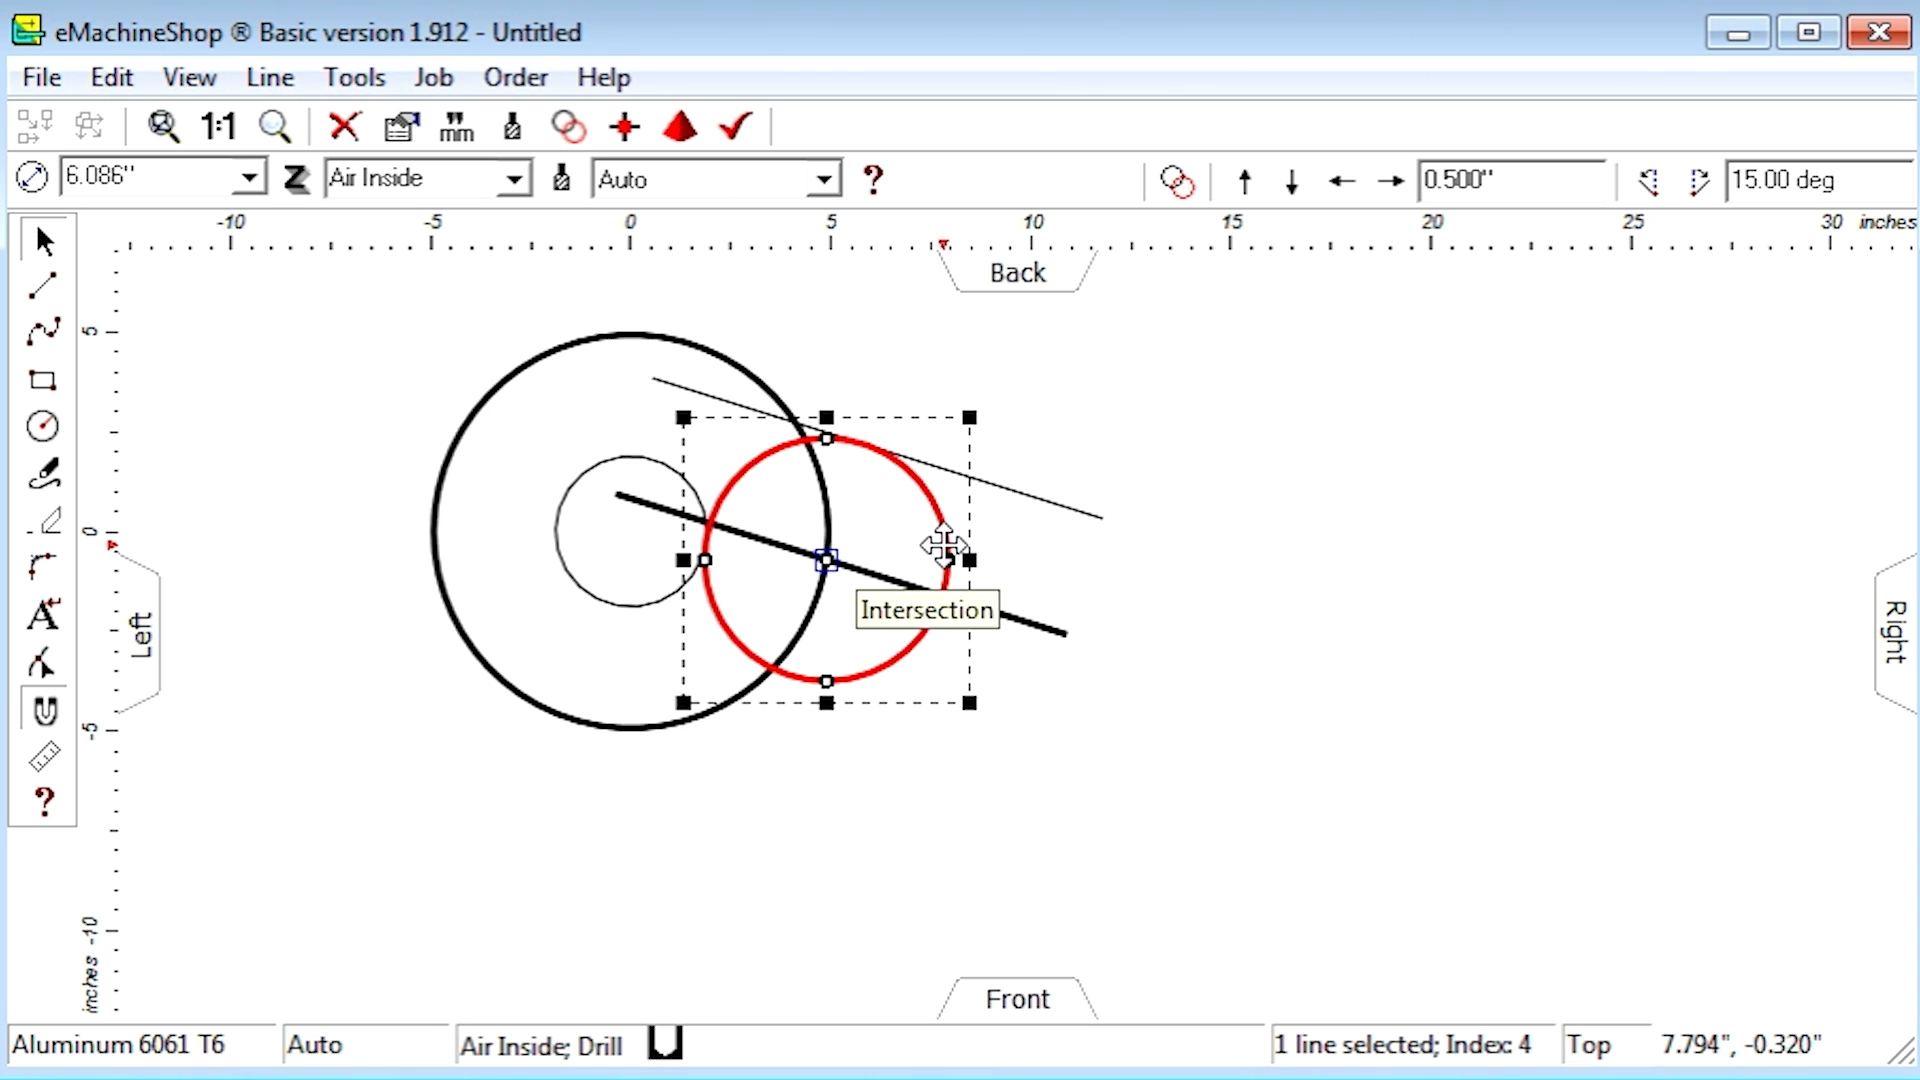 eMachineShop ® Basic version 1.912 - Untitled
File Edit View Line Tools Job Order Help
1:1 mm
6.086" Z Air Inside Auto ? 0.500" 15.00 deg
-10 -5 0 5 10 15 20 25 30 inches
Back
5
0
-5
-10
inches
A
?
Left
Right
Intersection
Front
Aluminum 6061 T6 Auto Air Inside; Drill 1 line selected; Index: 4 Top 7.794", -0.320"